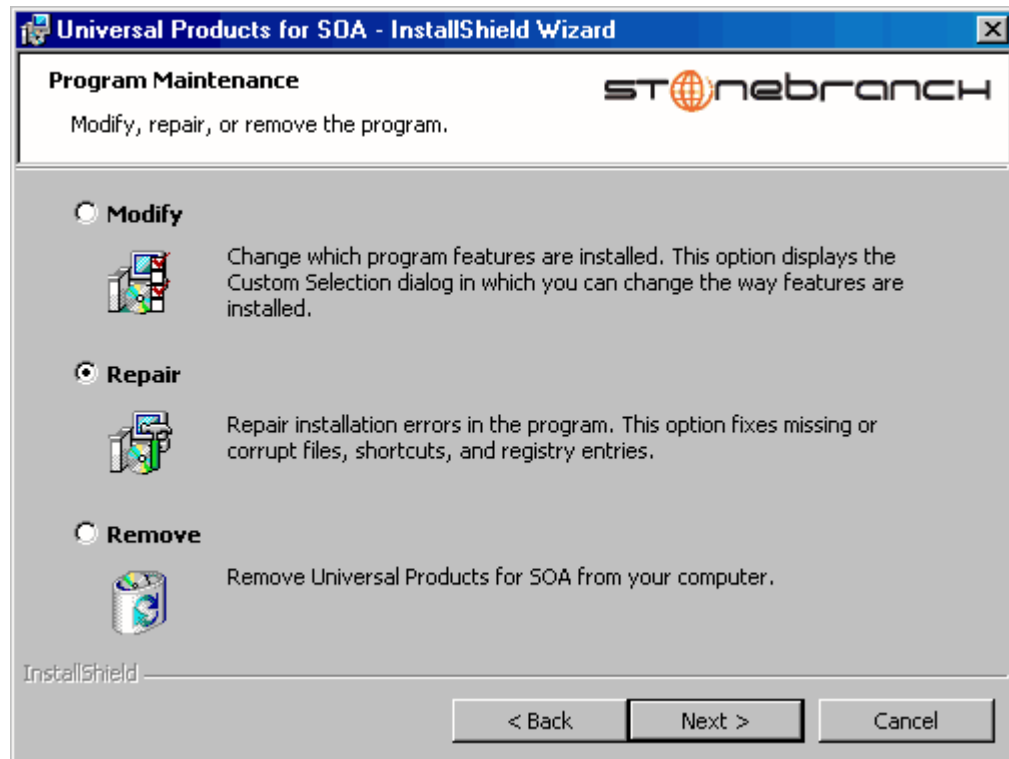 Universal Products for SOA - InstallShield Wizard
Program Maintenance
Modify, repair, or remove the program.
STONEBRANCH
Modify
Change which program features are installed. This option displays the
Custom Selection dialog in which you can change the way features are
installed.
Repair
Repair installation errors in the program. This option fixes missing or
corrupt files, shortcuts, and registry entries.
Remove
Remove Universal Products for SOA from your computer.
InstallShield
< Back
Next >
Cancel